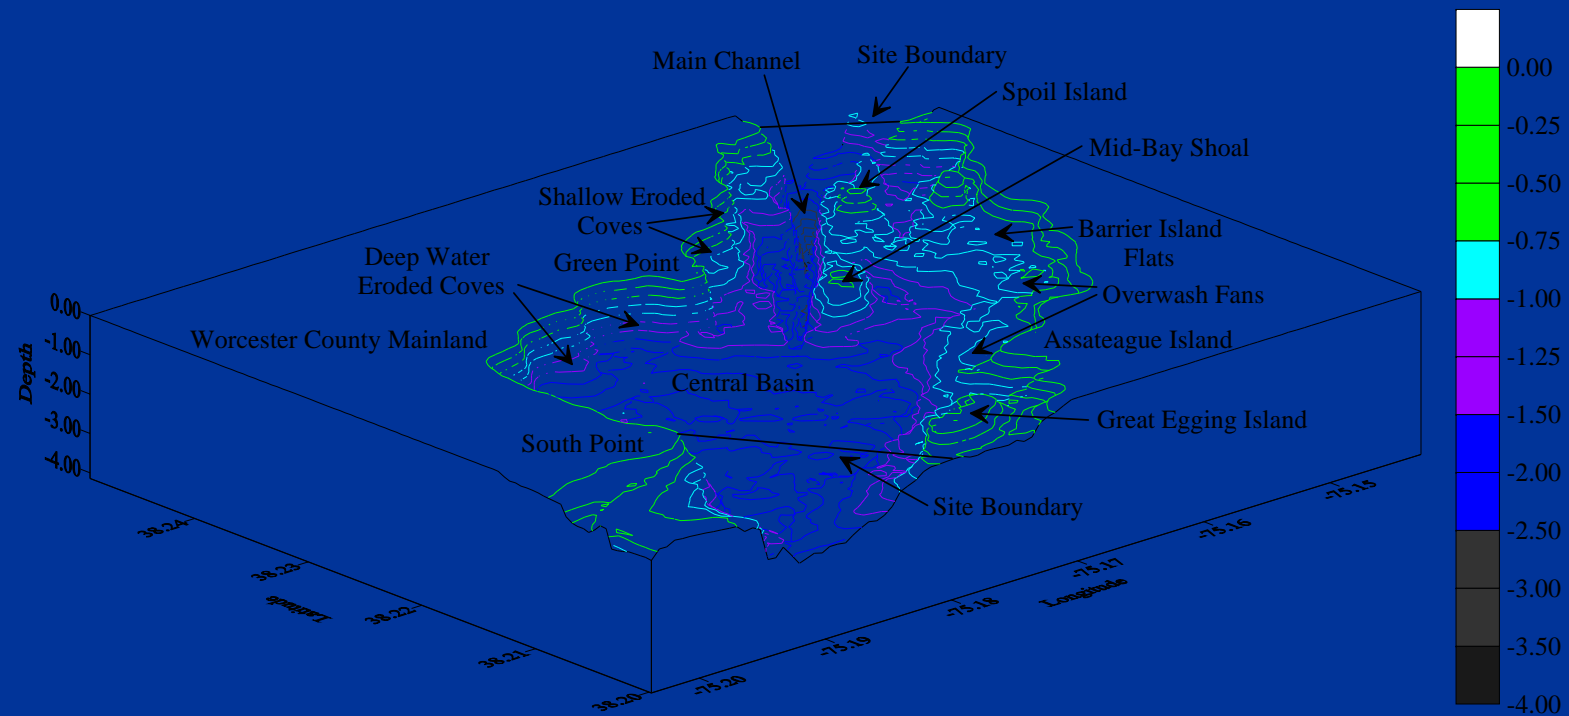 Main Channel
Site Boundary
Spoil Island
Mid-Bay Shoal
Shallow Eroded
Coves
Green Point
Deep Water
Eroded Coves
Barrier Island
Flats
Overwash Fans
Worcester County Mainland
Assateague Island
Central Basin
South Point
Great Egging Island
Site Boundary
Depth
0.00
-1.00
-2.00
-3.00
-4.00
38.24
38.23
38.22
38.21
38.20
Latitude
-75.20
-75.19
-75.18
-75.17
-75.16
-75.15
Longitude
0.00
-0.25
-0.50
-0.75
-1.00
-1.25
-1.50
-2.00
-2.50
-3.00
-3.50
-4.00